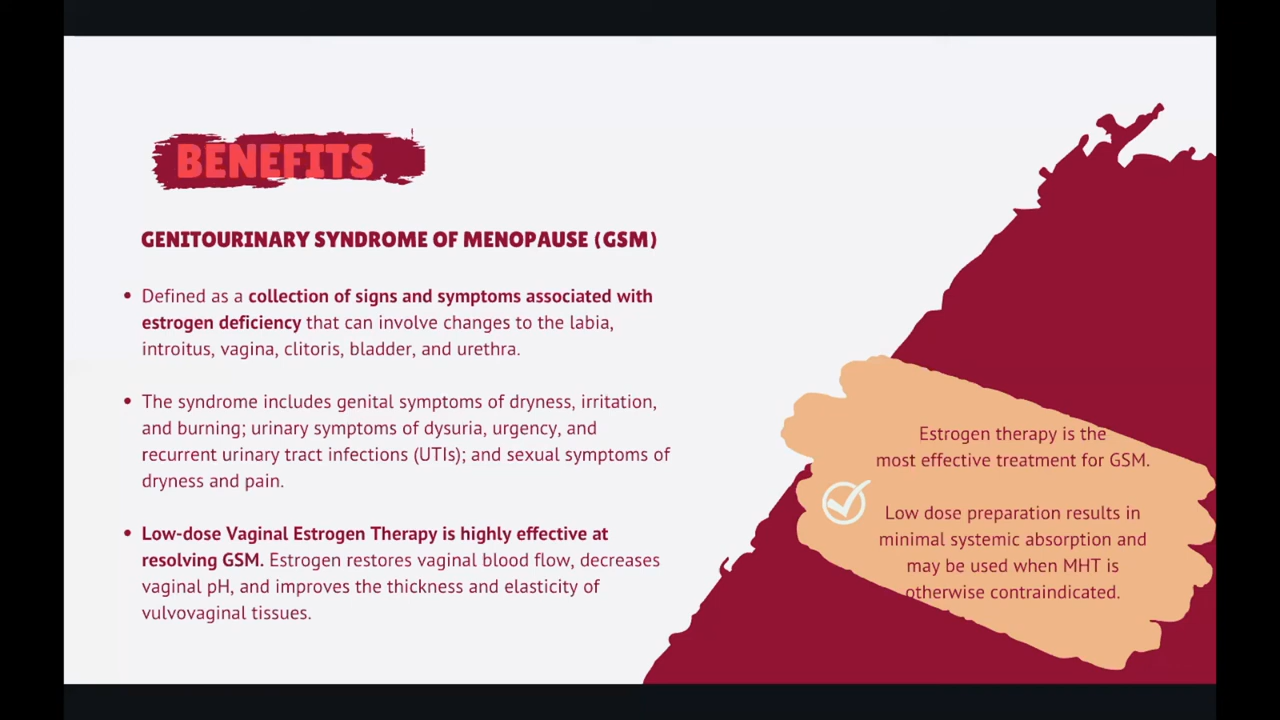 BENEFITS
GENITOURINARY SYNDROME OF MENOPAUSE (GSM)
• Defined as a collection of signs and symptoms associated with
estrogen deficiency that can involve changes to the labia,
introitus, vagina, clitoris, bladder, and urethra.
• The syndrome includes genital symptoms of dryness, irritation,
and burning; urinary symptoms of dysuria, urgency, and
recurrent urinary tract infections (UTIs); and sexual symptoms of
dryness and pain.
• Low-dose Vaginal Estrogen Therapy is highly effective at
resolving GSM. Estrogen restores vaginal blood flow, decreases
vaginal pH, and improves the thickness and elasticity of
vulvovaginal tissues.
Estrogen therapy is the
most effective treatment for GSM.
Low dose preparation results in
minimal systemic absorption and
may be used when MHT is
otherwise contraindicated.